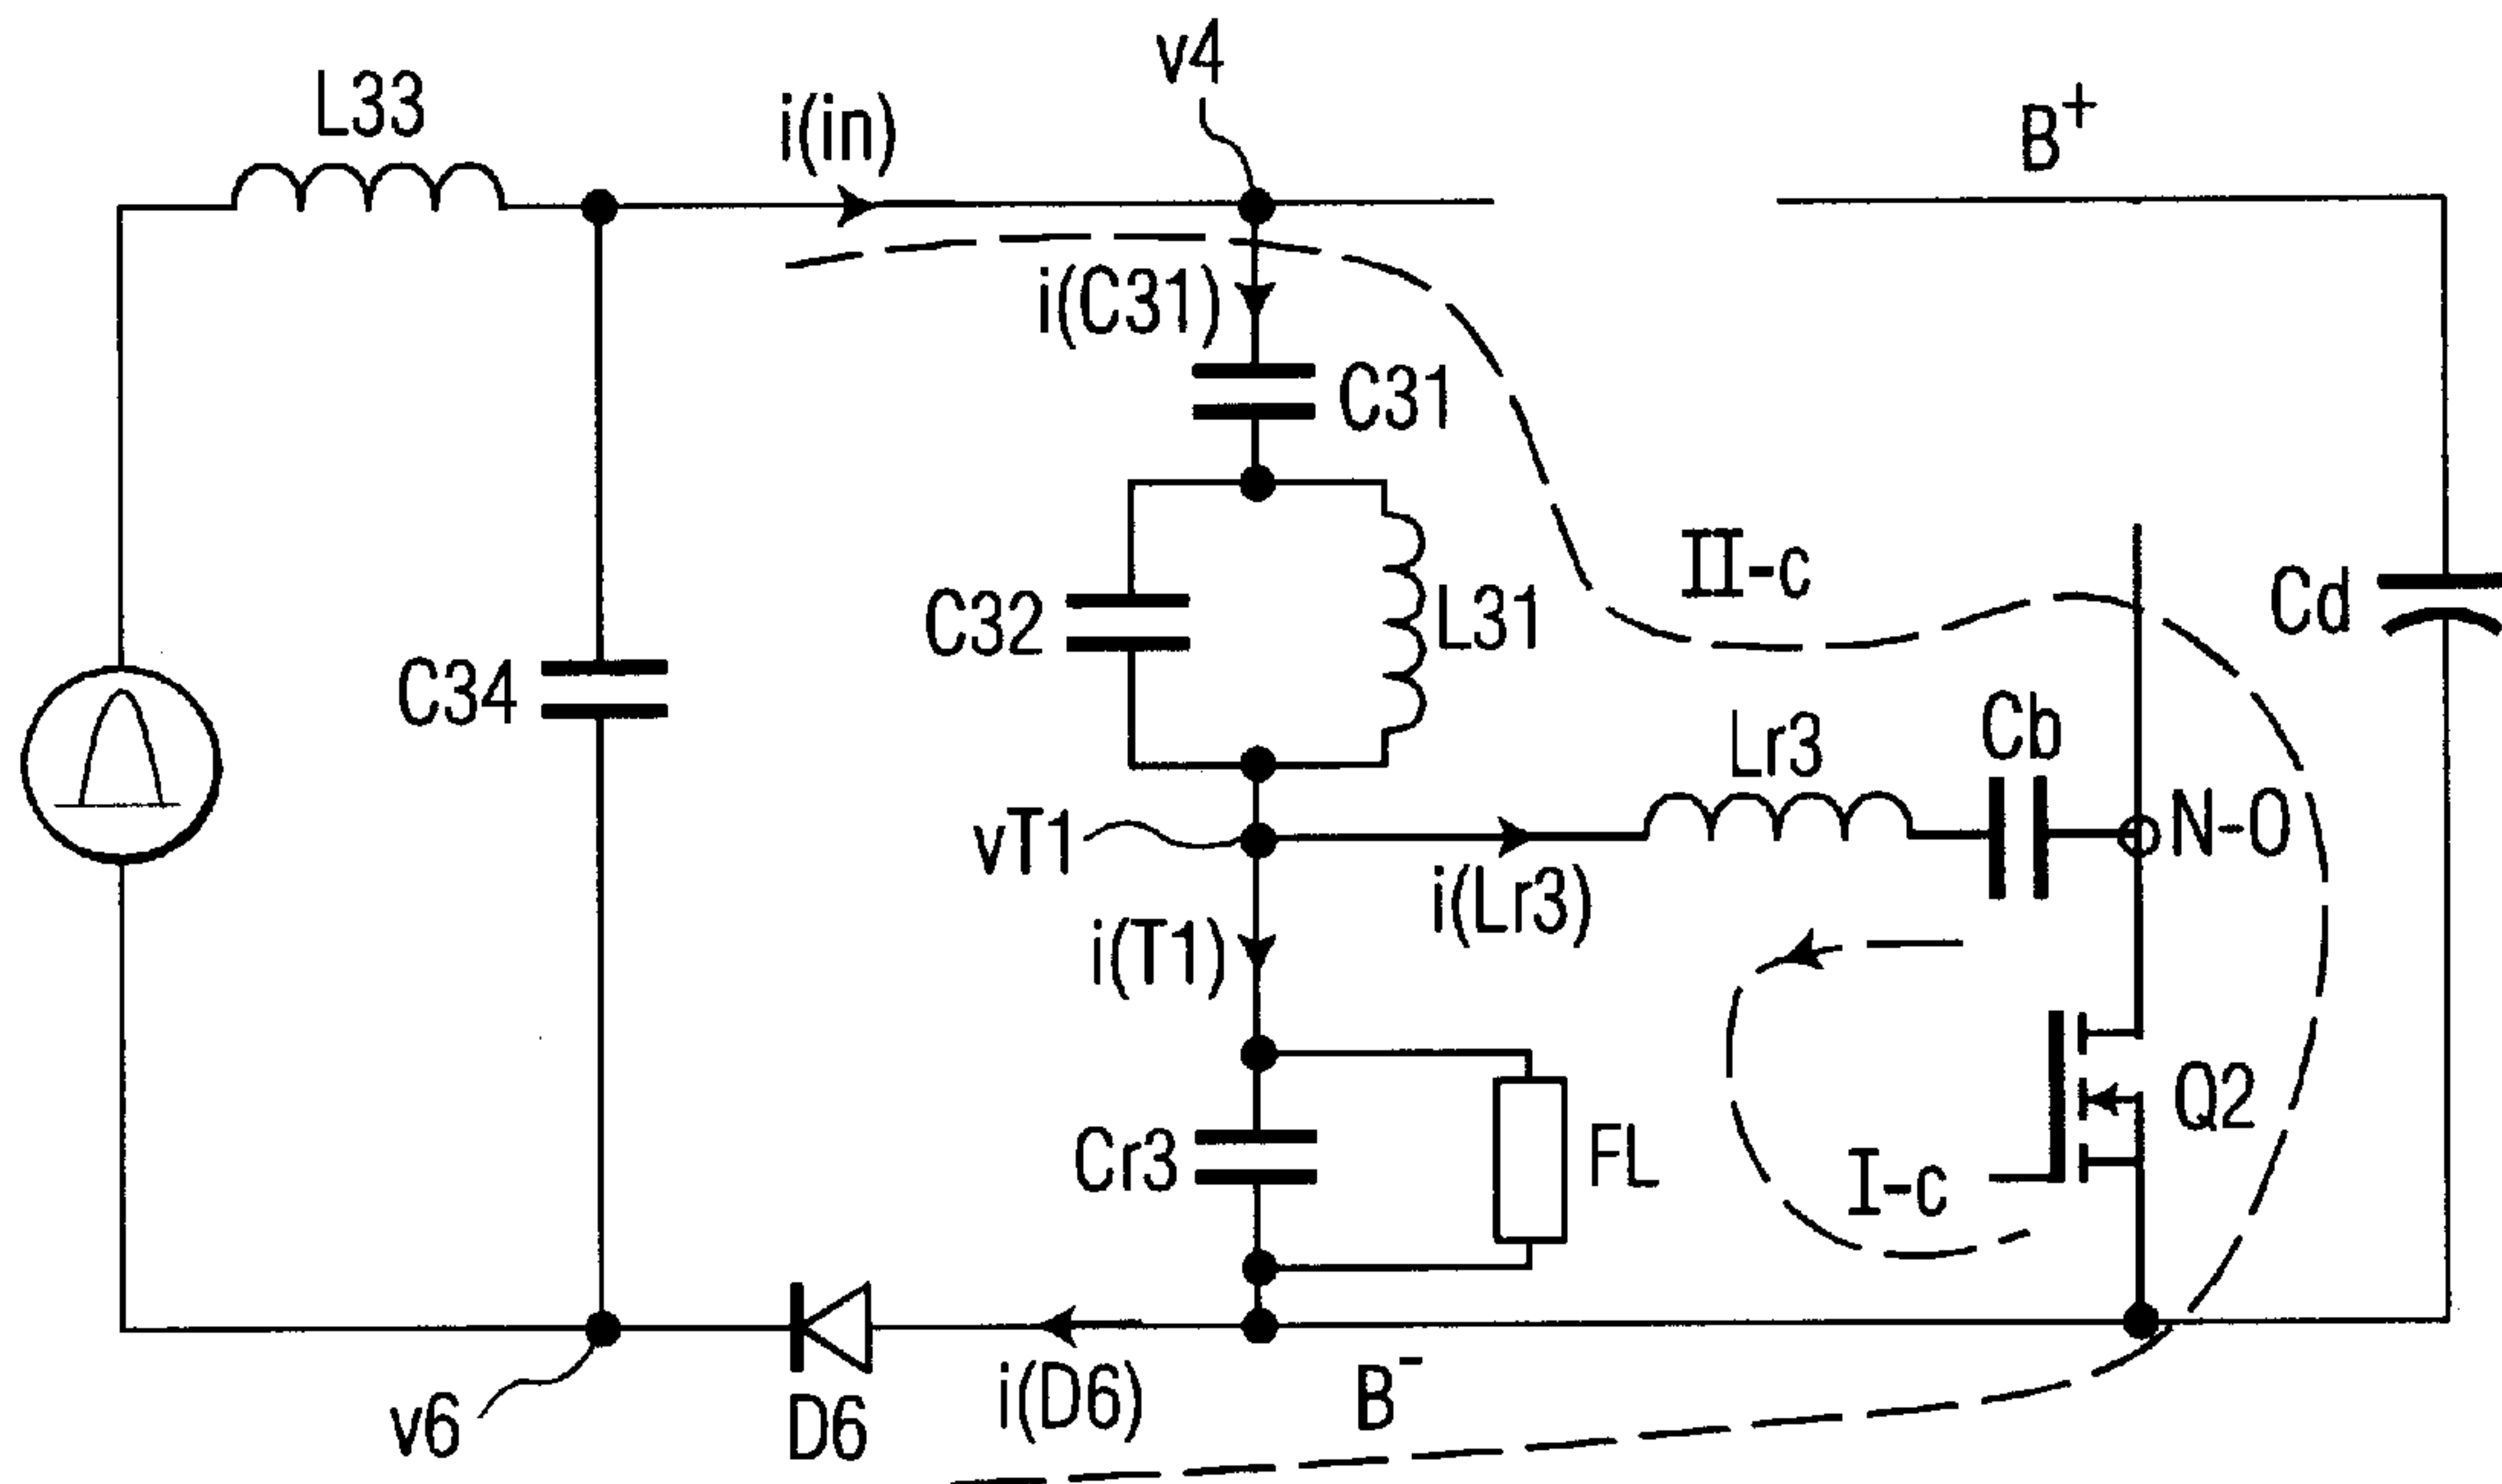 v4
L33
i(in)
B+
i(C31)
C31
II-c
C32
L31
Cd
C34
Lr3
Cb
vT1
N-O
i(Lr3)
i(T1)
Q2
Cr3
FL
I-c
v6
D6
i(D6)
B-